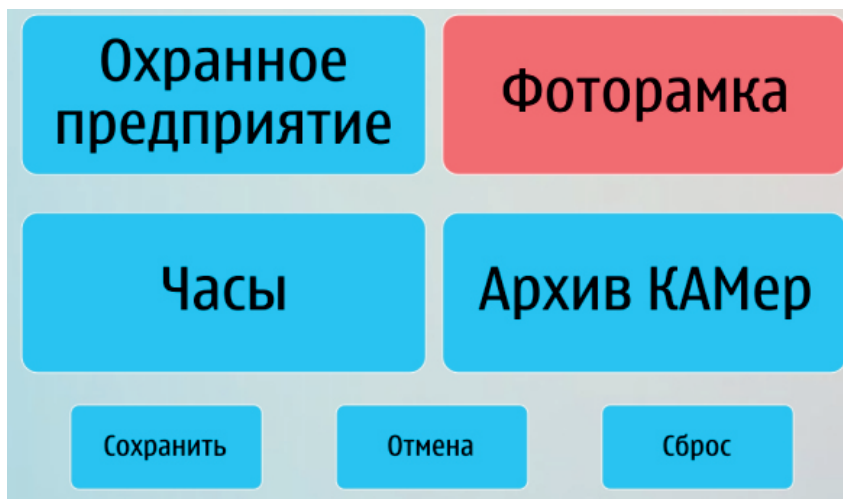 Охранное
предприятие
Фоторамка
Часы
Архив КАМер
Сохранить
Отмена
Сброс